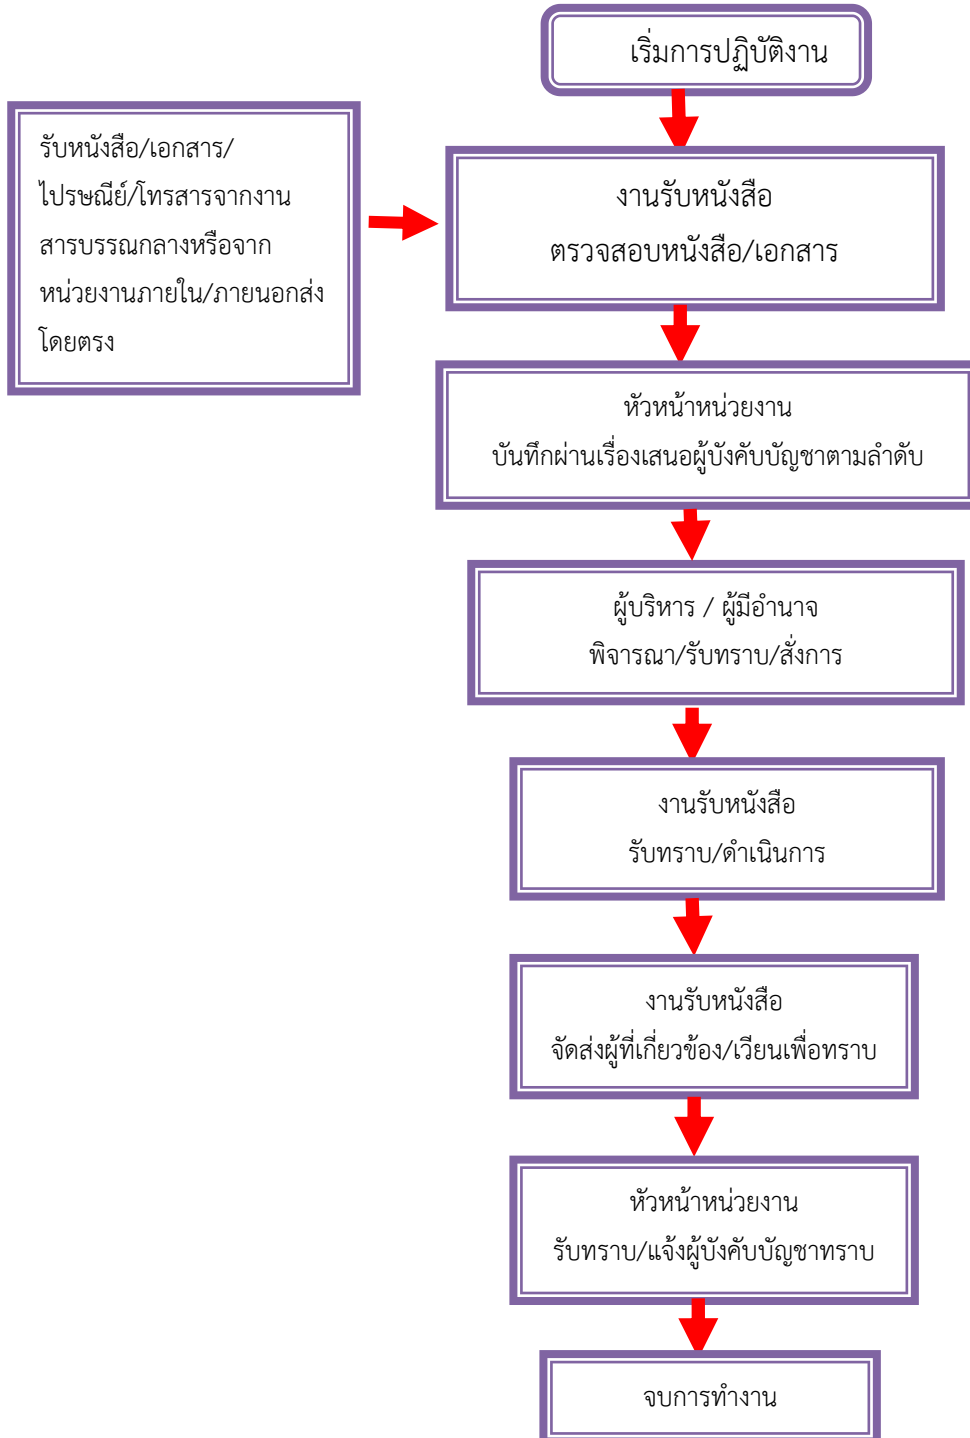 เริ่มการปฏิบัติงาน
รับหนังสือ/เอกสาร/
ไปรษณีย์/โทรสารจากงาน
สารบรรณกลางหรือจาก
หน่วยงานภายใน/ภายนอกส่ง
โดยตรง
งานรับหนังสือ
ตรวจสอบหนังสือ/เอกสาร
หัวหน้าหน่วยงาน
บันทึกผ่านเรื่องเสนอผู้บังคับบัญชาตามลำดับ
ผู้บริหาร / ผู้มีอำนาจ
พิจารณา/รับทราบ/สั่งการ
งานรับหนังสือ
รับทราบ/ดำเนินการ
งานรับหนังสือ
จัดส่งผู้ที่เกี่ยวข้อง/เวียนเพื่อทราบ
หัวหน้าหน่วยงาน
รับทราบ/แจ้งผู้บังคับบัญชาทราบ
จบการทำงาน